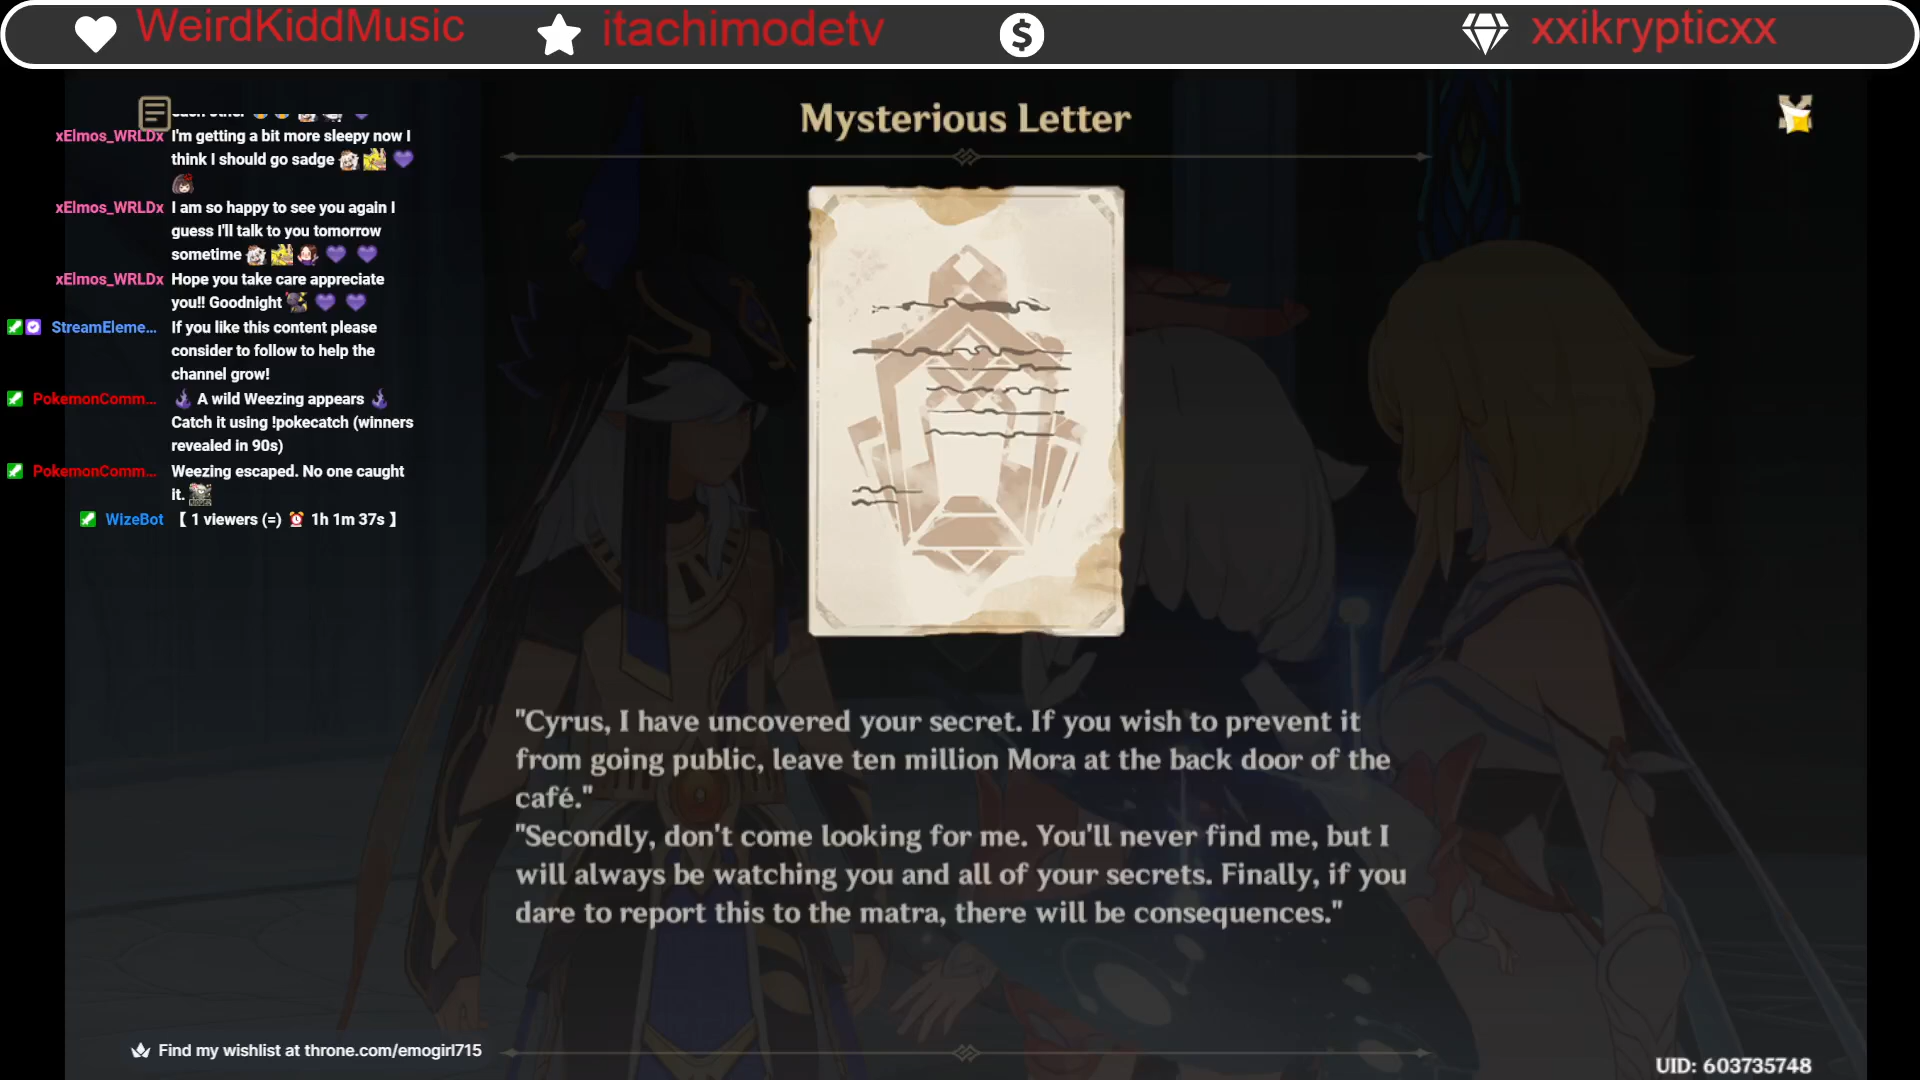 WeirdKiddMusic
itachimodetv
xxikrypticxx
Mysterious Letter
xElmos_WRLDx I'm getting a bit more sleepy now I
think I should go sadge
xElmos_WRLDx I am so happy to see you again I
guess I'll talk to you tomorrow
sometime
xElmos_WRLDx Hope you take care appreciate
you!! Goodnight
StreamEleme... If you like this content please
consider to follow to help the
channel grow!
PokemonComm... A wild Weezing appears
Catch it using !pokecatch (winners
revealed in 90s)
PokemonComm... Weezing escaped. No one caught
it.
WizeBot 【 1 viewers (=) ⏰ 1h 1m 37s 】
"Cyrus, I have uncovered your secret. If you wish to prevent it
from going public, leave ten million Mora at the back door of the
café."
"Secondly, don't come looking for me. You'll never find me, but I
will always be watching you and all of your secrets. Finally, if you
dare to report this to the matra, there will be consequences."
Find my wishlist at throne.com/emogirl715
UID: 603735748